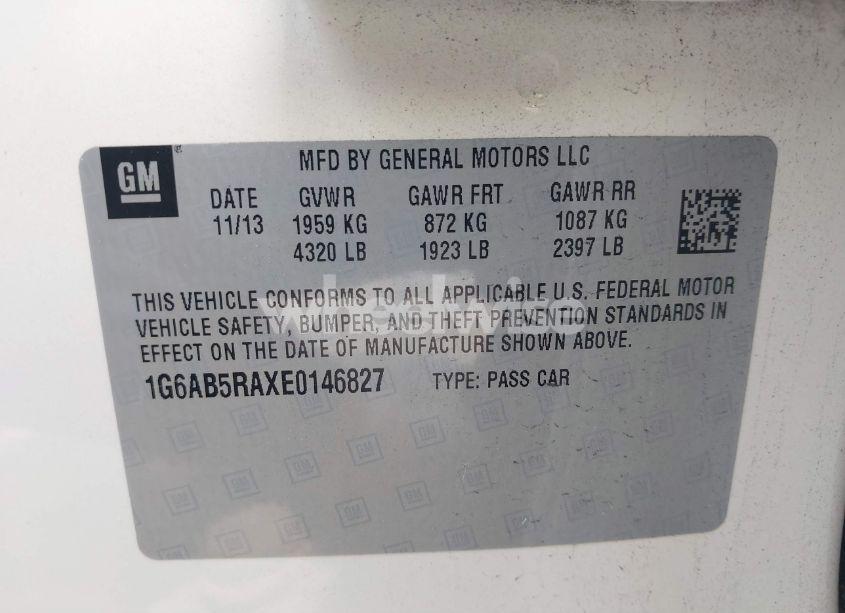 GM
MFD BY GENERAL MOTORS LLC
DATE GVWR GAWR FRT GAWR RR
11/13 1959 KG 872 KG 1087 KG
4320 LB 1923 LB 2397 LB
THIS VEHICLE CONFORMS TO ALL APPLICABLE U.S. FEDERAL MOTOR
VEHICLE SAFETY, BUMPER, AND THEFT PREVENTION STANDARDS IN
EFFECT ON THE DATE OF MANUFACTURE SHOWN ABOVE.
1G6AB5RAXE0146827 TYPE: PASS CAR